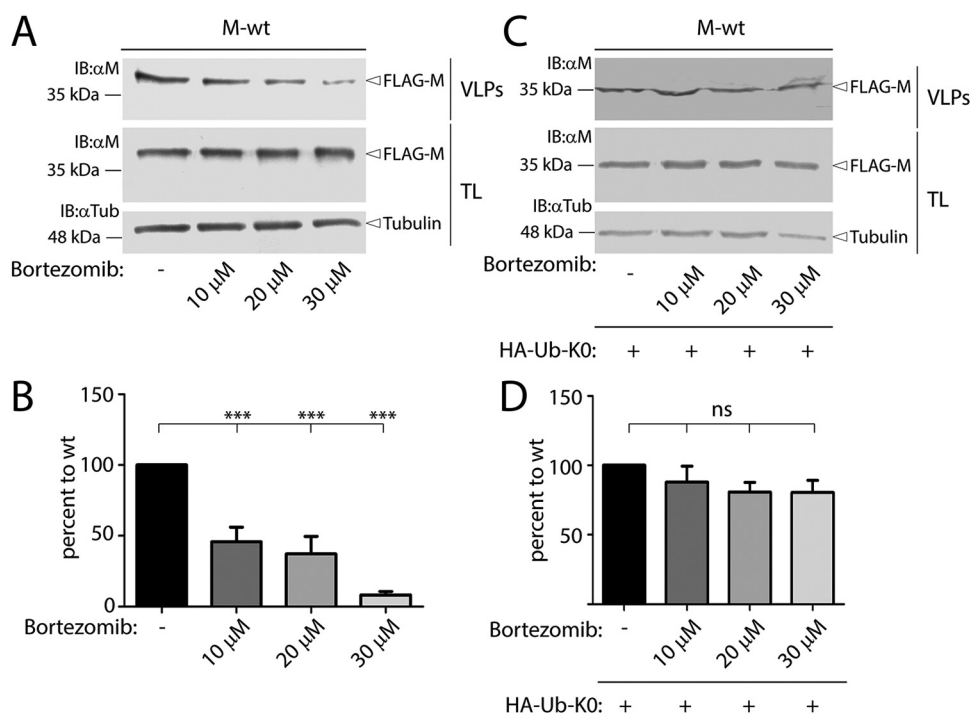 A
M-wt
IB:αM
35 kDa
FLAG-M
VLPs
IB:αM
35 kDa
FLAG-M
TL
IB:αTub
48 kDa
Tubulin
Bortezomib: - 10 µM 20 µM 30 µM
C
M-wt
IB:αM
35 kDa
FLAG-M
VLPs
IB:αM
35 kDa
FLAG-M
TL
IB:αTub
48 kDa
Tubulin
Bortezomib: - 10 µM 20 µM 30 µM
HA-Ub-K0: + + + +
B
percent to wt
150
100
50
0
*** *** ***
Bortezomib: - 10 µM 20 µM 30 µM
D
percent to wt
150
100
50
0
ns
Bortezomib: - 10 µM 20 µM 30 µM
HA-Ub-K0: + + + +